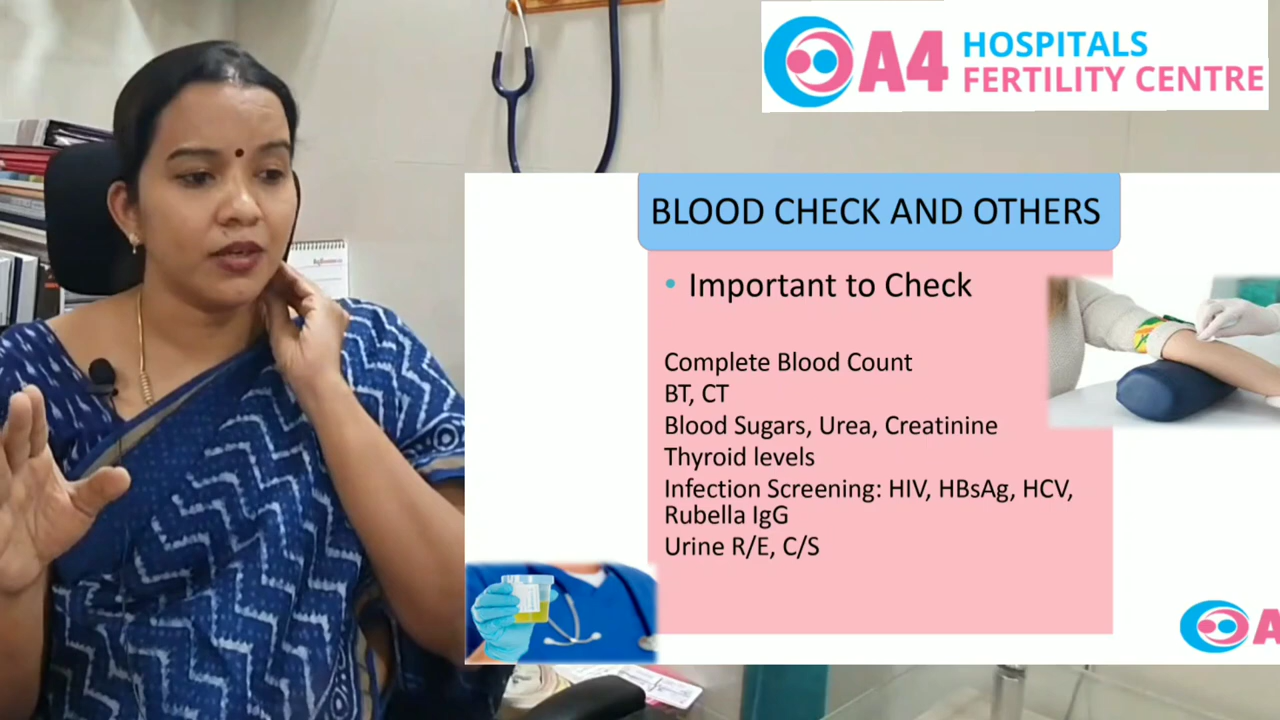 A4 HOSPITALS
FERTILITY CENTRE
BLOOD CHECK AND OTHERS
• Important to Check
Complete Blood Count
BT, CT
Blood Sugars, Urea, Creatinine
Thyroid levels
Infection Screening: HIV, HBsAg, HCV,
Rubella IgG
Urine R/E, C/S
A